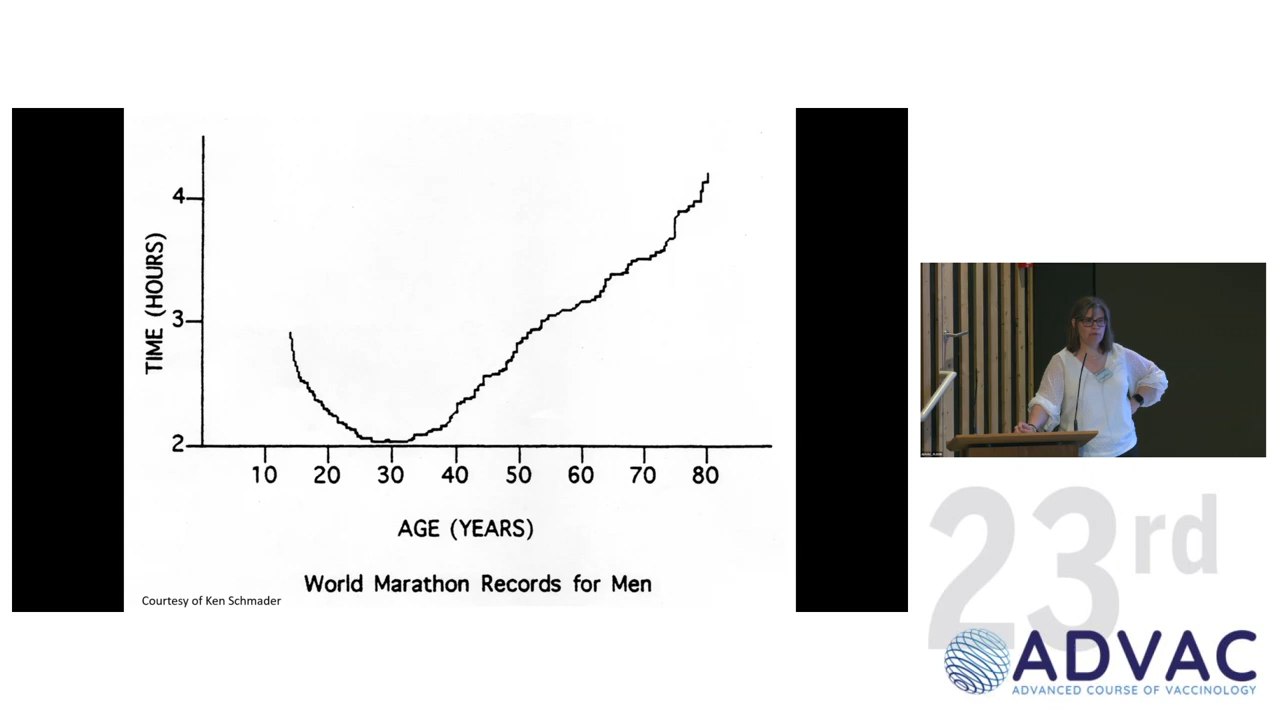 4
3
2
TIME (HOURS)
10 20 30 40 50 60 70 80
AGE (YEARS)
World Marathon Records for Men
Courtesy of Ken Schmader
23rd
ADVAC
ADVANCED COURSE OF VACCINOLOGY